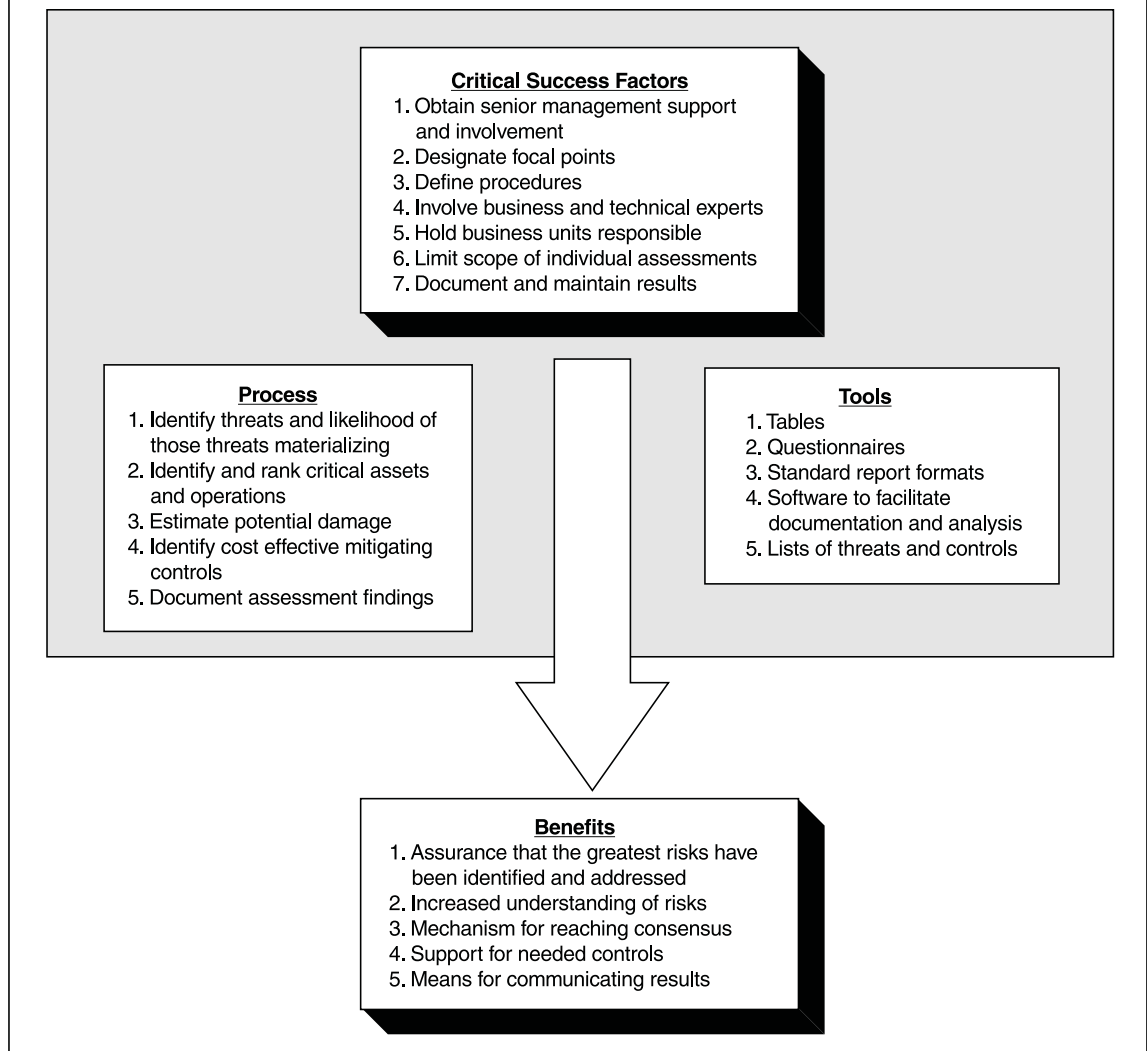 Critical Success Factors
1. Obtain senior management support
and involvement
2. Designate focal points
3. Define procedures
4. Involve business and technical experts
5. Hold business units responsible
6. Limit scope of individual assessments
7. Document and maintain results
Process
1. Identify threats and likelihood of
those threats materializing
2. Identify and rank critical assets
and operations
3. Estimate potential damage
4. Identify cost effective mitigating
controls
5. Document assessment findings
Tools
1. Tables
2. Questionnaires
3. Standard report formats
4. Software to facilitate
documentation and analysis
5. Lists of threats and controls
Benefits
1. Assurance that the greatest risks have
been identified and addressed
2. Increased understanding of risks
3. Mechanism for reaching consensus
4. Support for needed controls
5. Means for communicating results